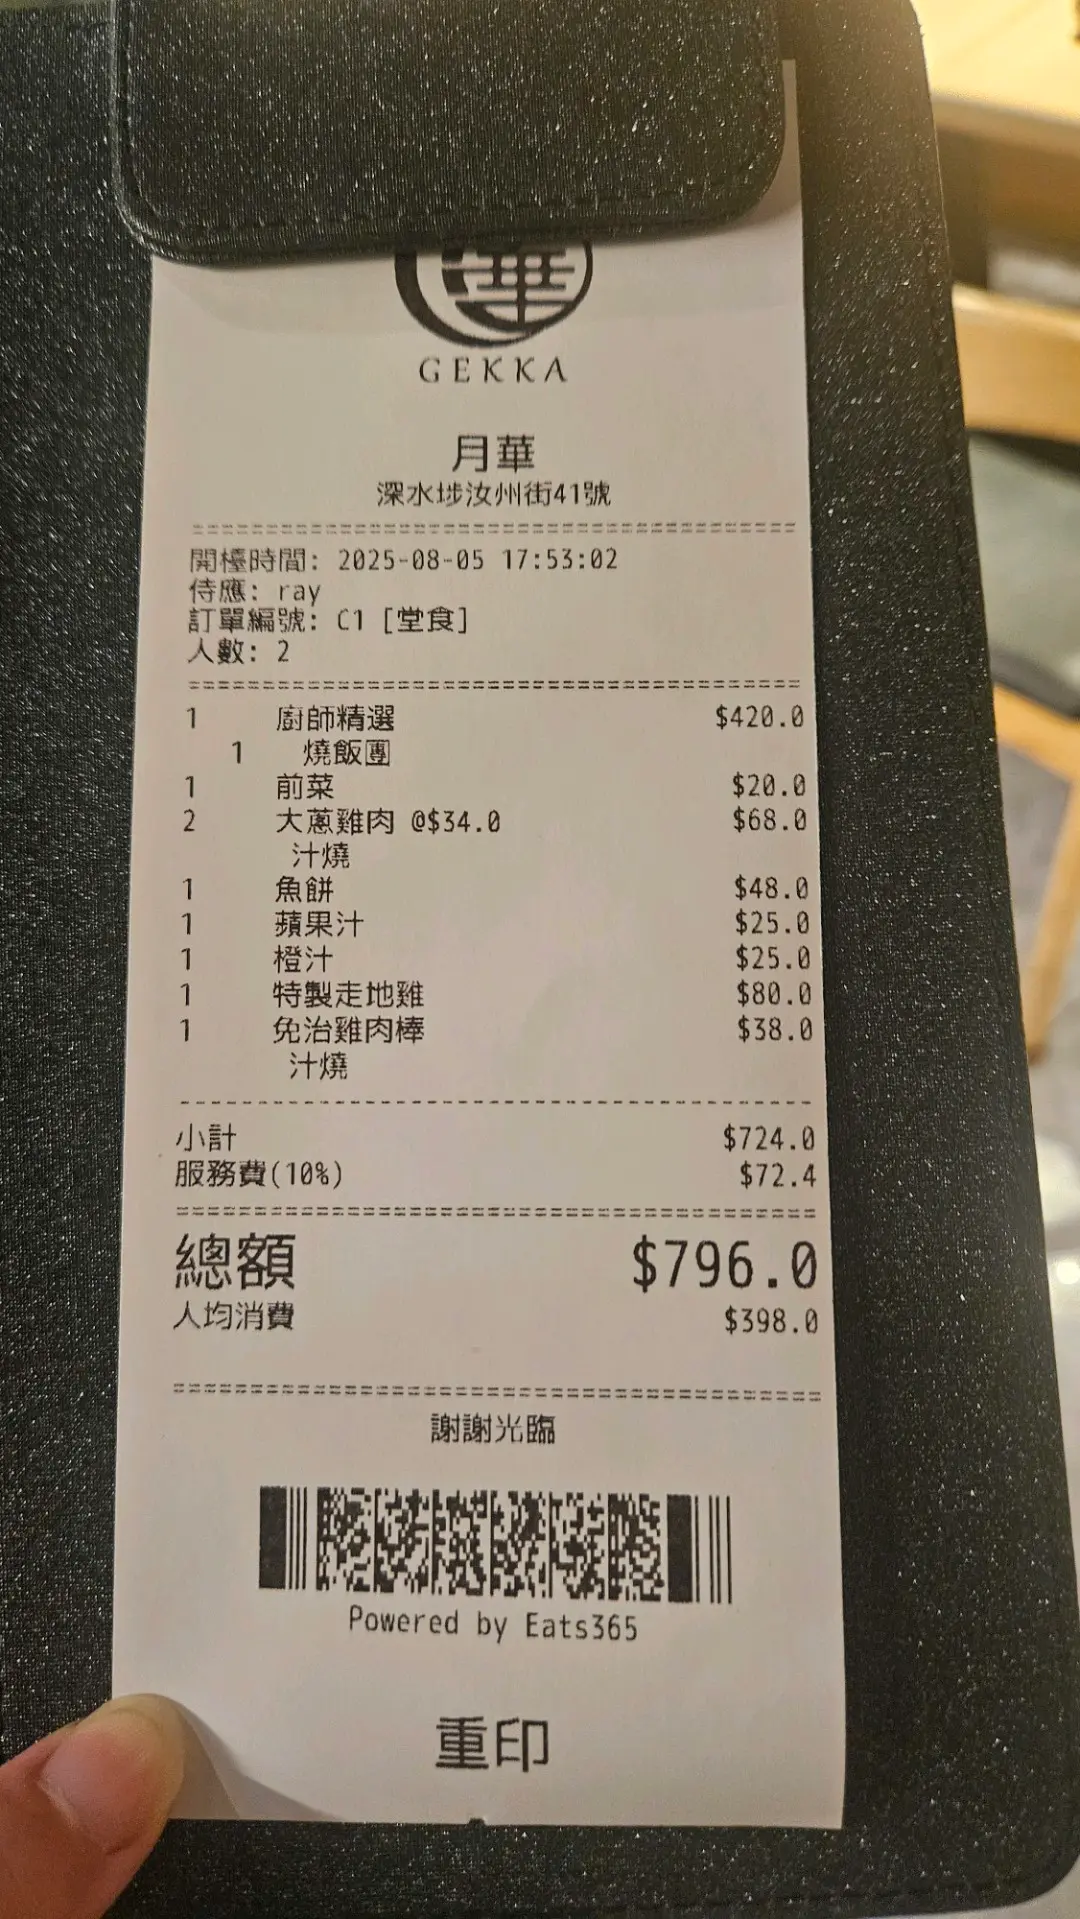 華
GEKKA
月華
深水埗汝州街41號
開檯時間: 2025-08-05 17:53:02
侍應: ray
訂單編號: C1 [堂食]
人數: 2
1 廚師精選 $420.0
1 燒飯團
1 前菜 $20.0
2 大蔥雞肉 @$34.0 $68.0
汁燒
1 魚餅 $48.0
1 蘋果汁 $25.0
1 橙汁 $25.0
1 特製走地雞 $80.0
1 免治雞肉棒 $38.0
汁燒
小計 $724.0
服務費(10%) $72.4
總額 $796.0
人均消費 $398.0
謝謝光臨
Powered by Eats365
重印